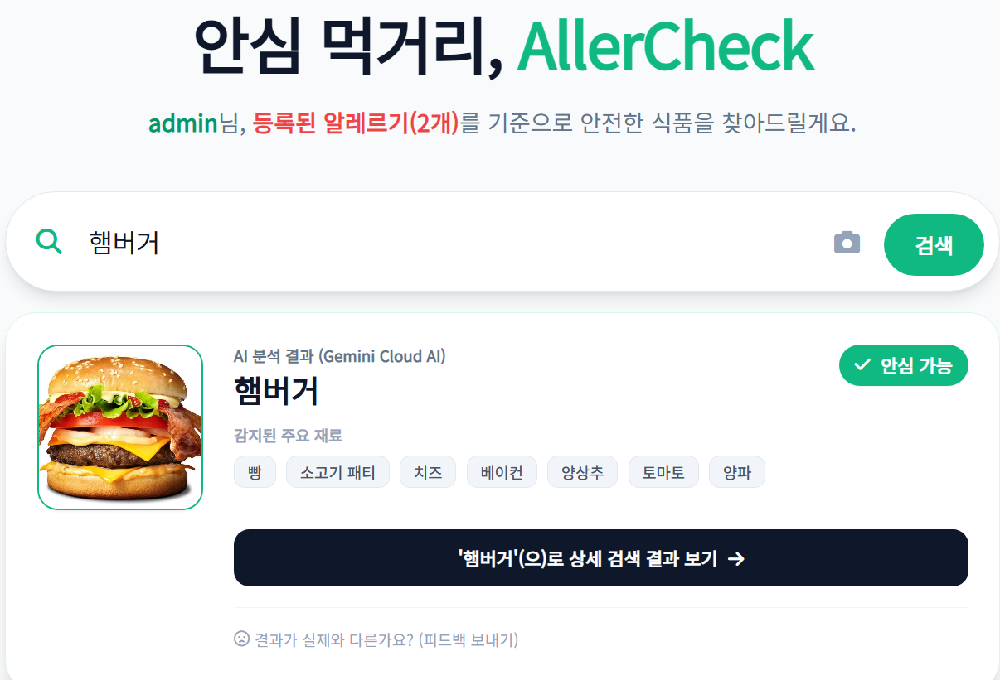 안심 먹거리, AllerCheck
admin님, 등록된 알레르기(2개)를 기준으로 안전한 식품을 찾아드릴게요.
햄버거
검색
AI 분석 결과 (Gemini Cloud AI)
안심 가능
햄버거
감지된 주요 재료
빵 소고기 패티 치즈 베이컨 양상추 토마토 양파
'햄버거'(으)로 상세 검색 결과 보기 →
결과가 실제와 다른가요? (피드백 보내기)